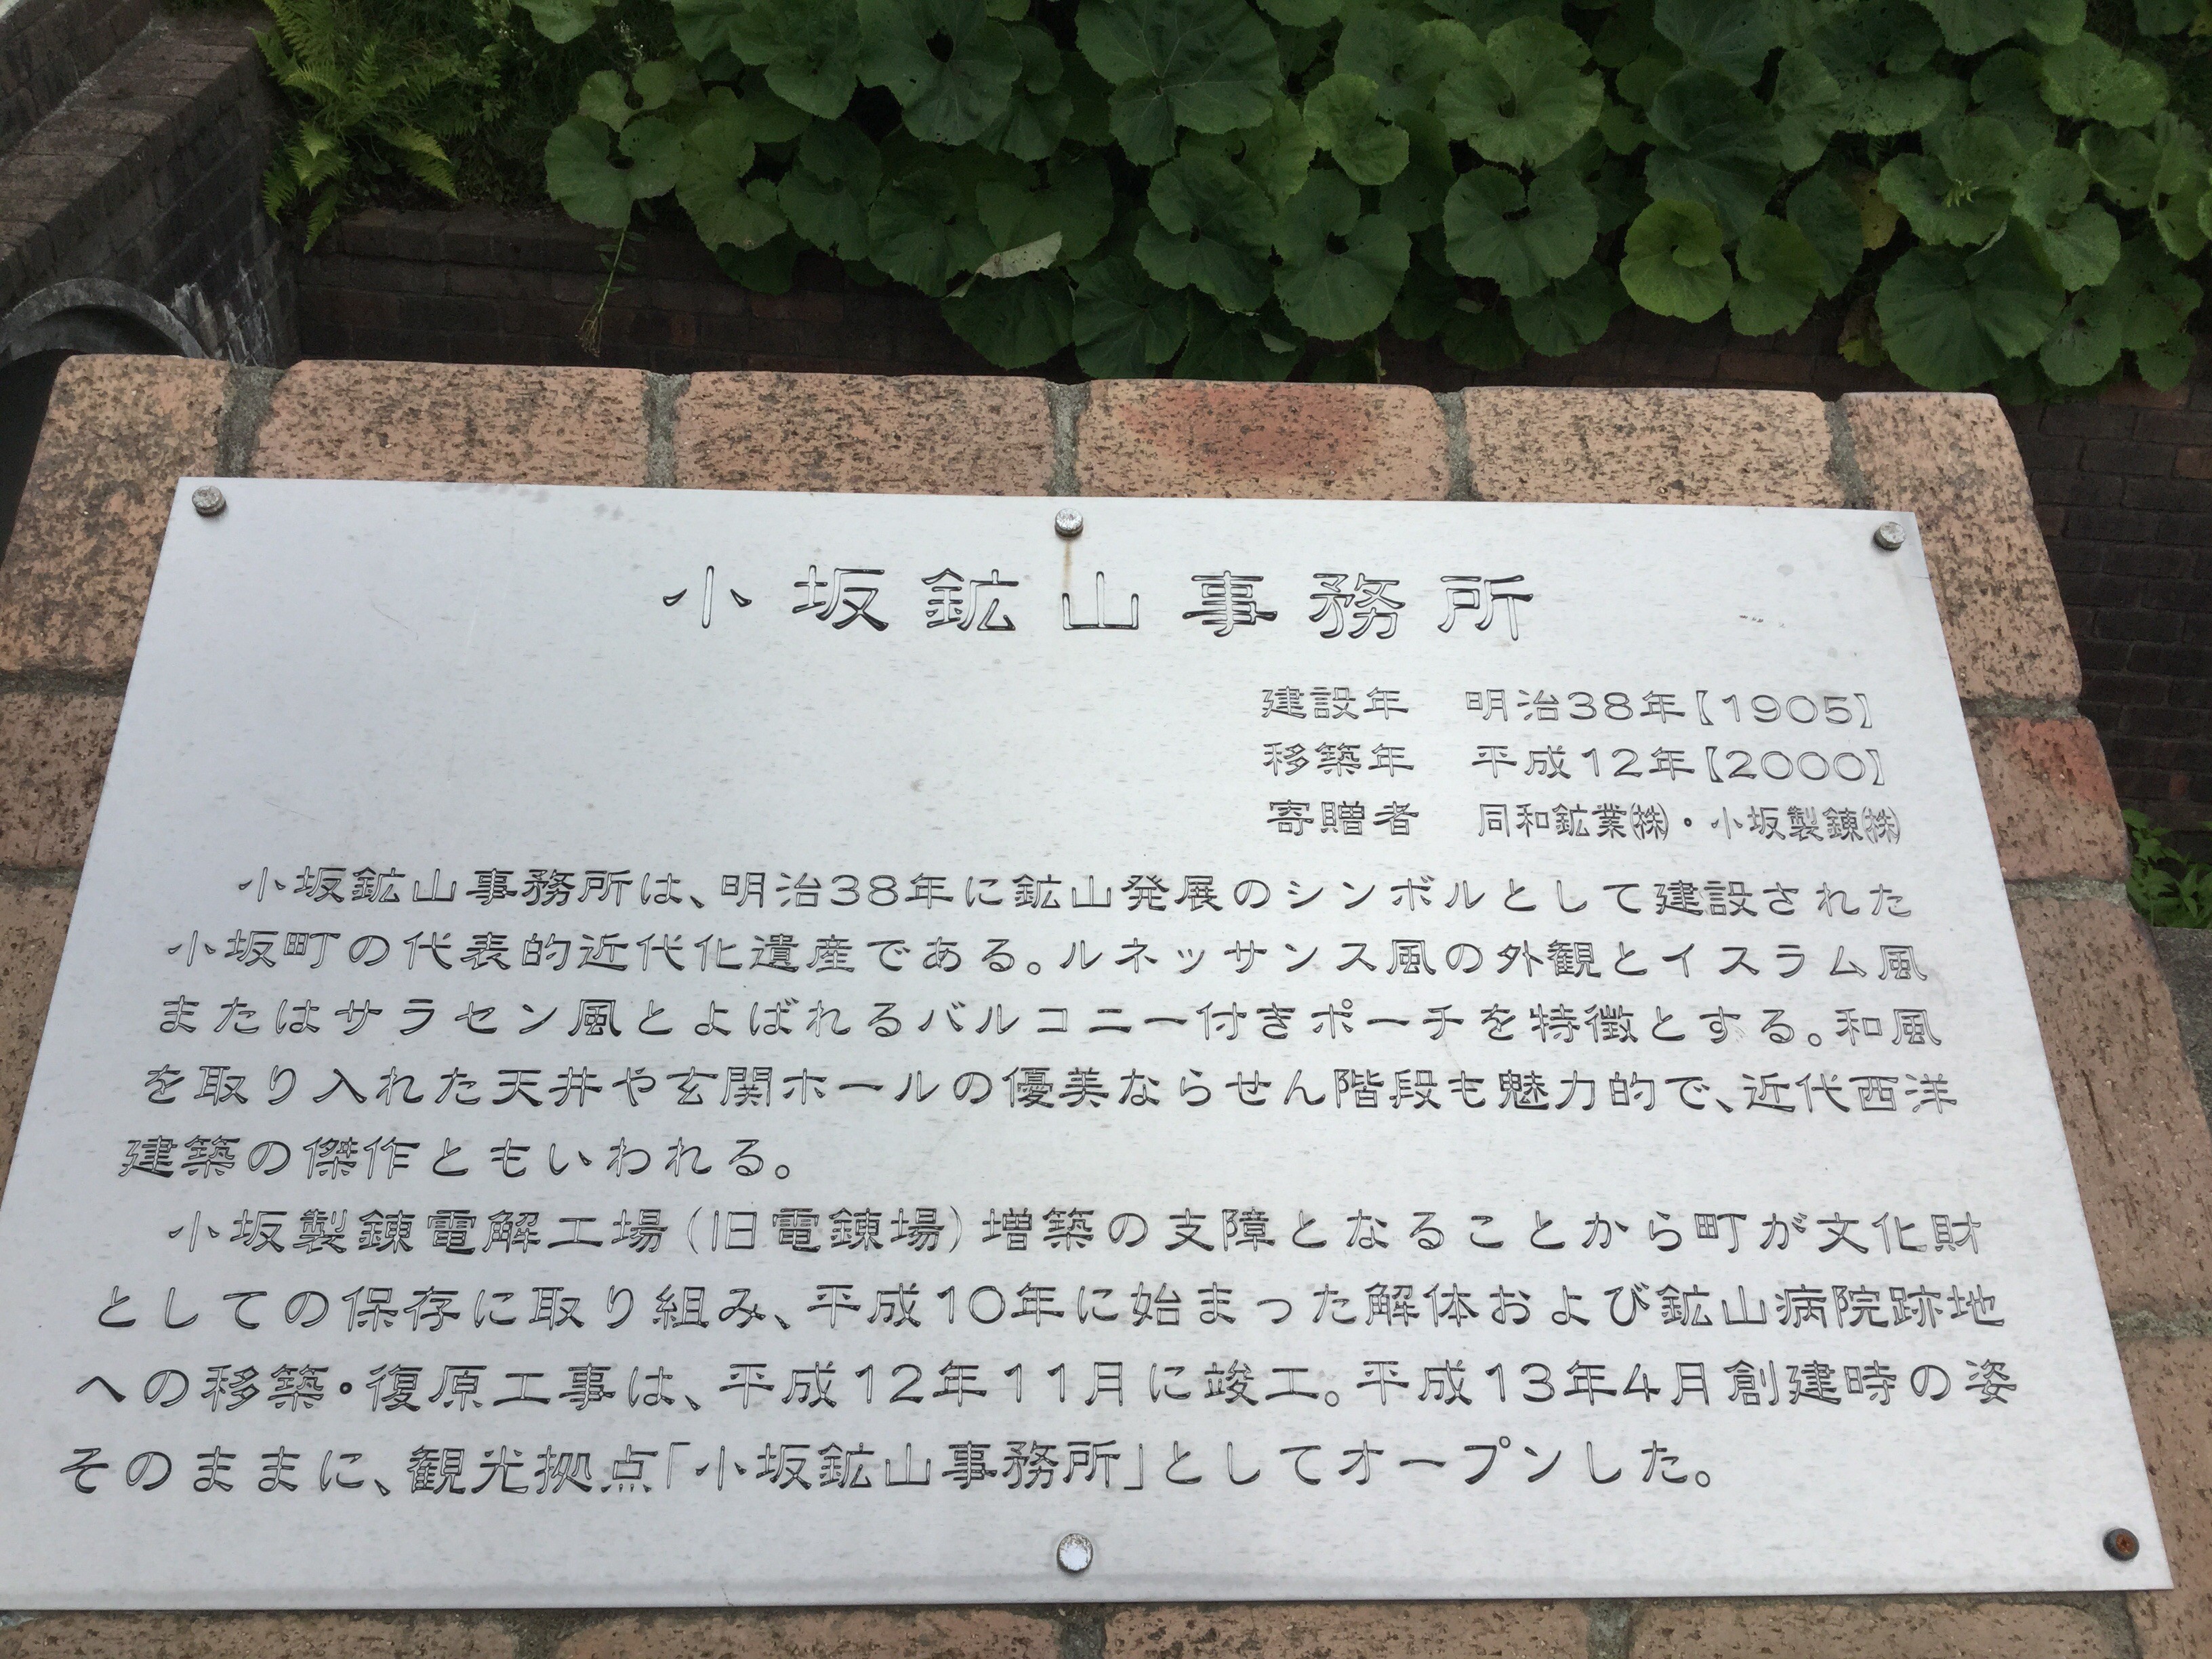 小坂鉱山事務所
建設年　明治38年【1905】
移築年　平成12年【2000】
寄贈者　同和鉱業㈱・小坂製錬㈱
小坂鉱山事務所は、明治38年に鉱山発展のシンボルとして建設された
小坂町の代表的近代化遺産である。ルネッサンス風の外観とイスラム風
またはサラセン風とよばれるバルコニー付きポーチを特徴とする。和風
を取り入れた天井や玄関ホールの優美ならせん階段も魅力的で、近代西洋
建築の傑作ともいわれる。
小坂製錬電解工場(旧電錬場)増築の支障となることから町が文化財
としての保存に取り組み、平成10年に始まった解体および鉱山病院跡地
への移築・復原工事は、平成12年11月に竣工。平成13年4月創建時の姿
そのままに、観光拠点「小坂鉱山事務所」としてオープンした。